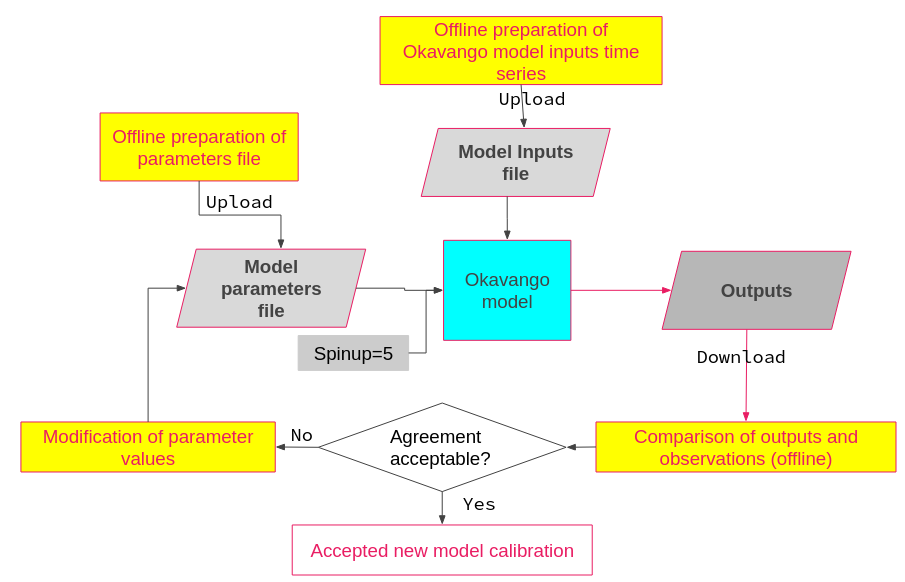 Offline preparation of
Okavango model inputs time
series
Upload
Offline preparation of
parameters file
Model Inputs
file
Upload
Model
parameters
file
Okavango
model
Outputs
Spinup=5
Download
Modification of parameter
values
No
Agreement
acceptable?
Comparison of outputs and
observations (offline)
Yes
Accepted new model calibration